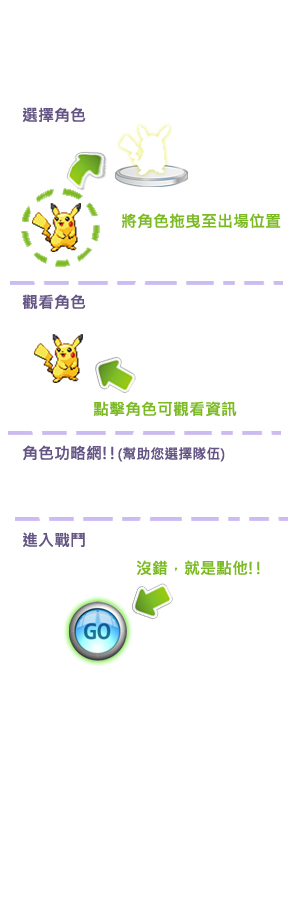 選擇角色
將角色拖曳至出場位置
觀看角色
點擊角色可觀看資訊
角色功略網!!(幫助您選擇隊伍)
進入戰鬥
沒錯，就是點他!!
GO